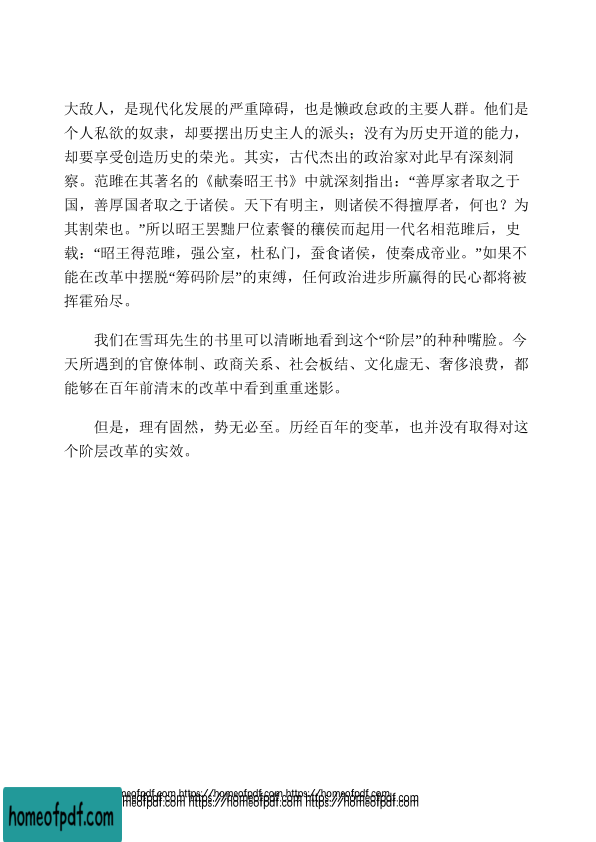 大敌人，是现代化发展的严重障碍，也是懒政怠政的主要人群。他们是
个人私欲的奴隶，却要摆出历史主人的派头；没有为历史开道的能力，
却要享受创造历史的荣光。其实，古代杰出的政治家对此早有深刻洞
察。范雎在其著名的《献秦昭王书》中就深刻指出：“善厚家者取之于
国，善厚国者取之于诸侯。天下有明主，则诸侯不得擅厚者，何也？为
其割荣也。”所以昭王罢黜尸位素餐的穰侯而起用一代名相范雎后，史
载：“昭王得范雎，强公室，杜私门，蚕食诸侯，使秦成帝业。”如果不
能在改革中摆脱“筹码阶层”的束缚，任何政治进步所赢得的民心都将被
挥霍殆尽。
我们在雪珥先生的书里可以清晰地看到这个“阶层”的种种嘴脸。今
天所遇到的官僚体制、政商关系、社会板结、文化虚无、奢侈浪费，都
能够在百年前清末的改革中看到重重迷影。
但是，理有固然，势无必至。历经百年的变革，也并没有取得对这
个阶层改革的实效。
meofpdf.com https://homeofpdf.com https://homeofpdf.com
meofpdf.com https://homeofpdf.com https://homeofpdf.com
homeofpdf.com